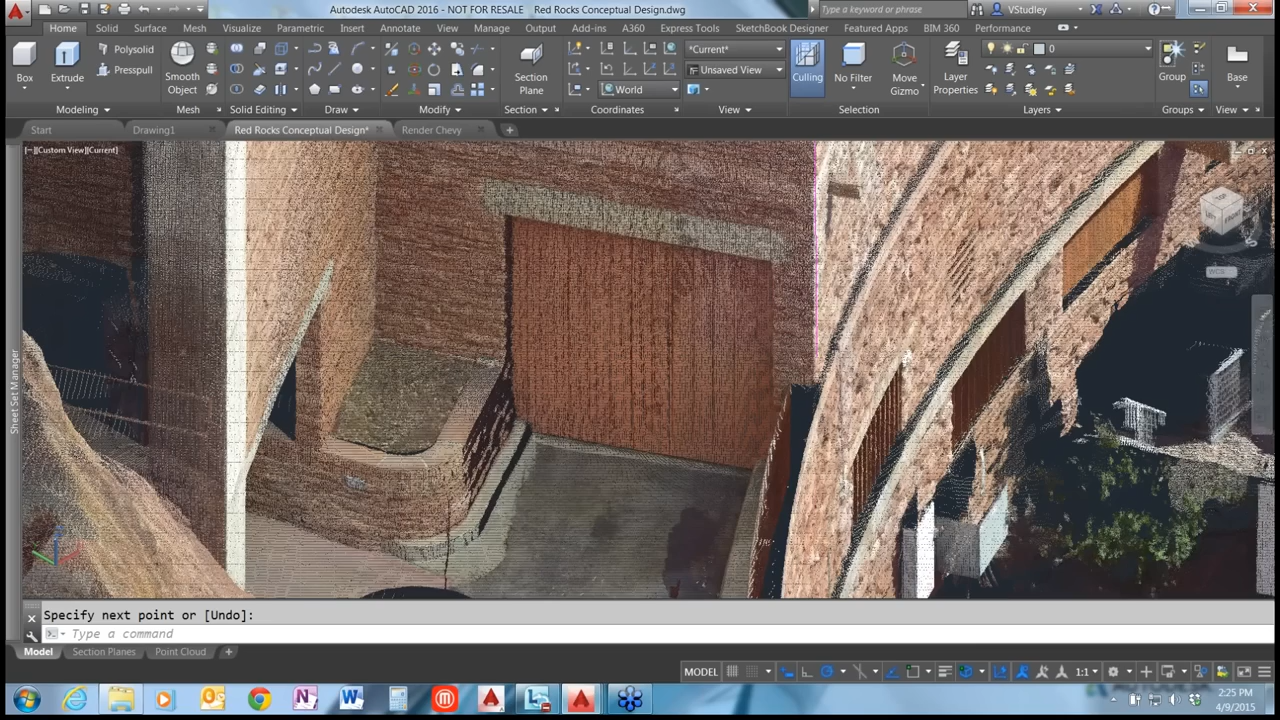 Autodesk AutoCAD 2016 - NOT FOR RESALE Red Rocks Conceptual Design.dwg
Type a keyword or phrase
VStudley
Home Solid Surface Mesh Visualize Parametric Insert Annotate View Manage Output Add-ins A360 Express Tools SketchBook Designer Featured Apps BIM 360 Performance
Polysolid
Presspull
Box
Extrude
Smooth Object
Section Plane
World
*Current*
Unsaved View
Culling
No Filter
Move Gizmo
Layer Properties
0
Group
Base
Modeling Mesh Solid Editing Draw Modify Section Coordinates View Selection Layers Groups View
Start Drawing1 Red Rocks Conceptual Design* Render Chevy
[−][Custom View][Current]
TOP
LEFT
FRONT
WCS
Sheet Set Manager
Specify next point or [Undo]:
Type a command
Model Section Planes Point Cloud
MODEL
1:1
2:25 PM
4/9/2015